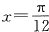 x = π/12